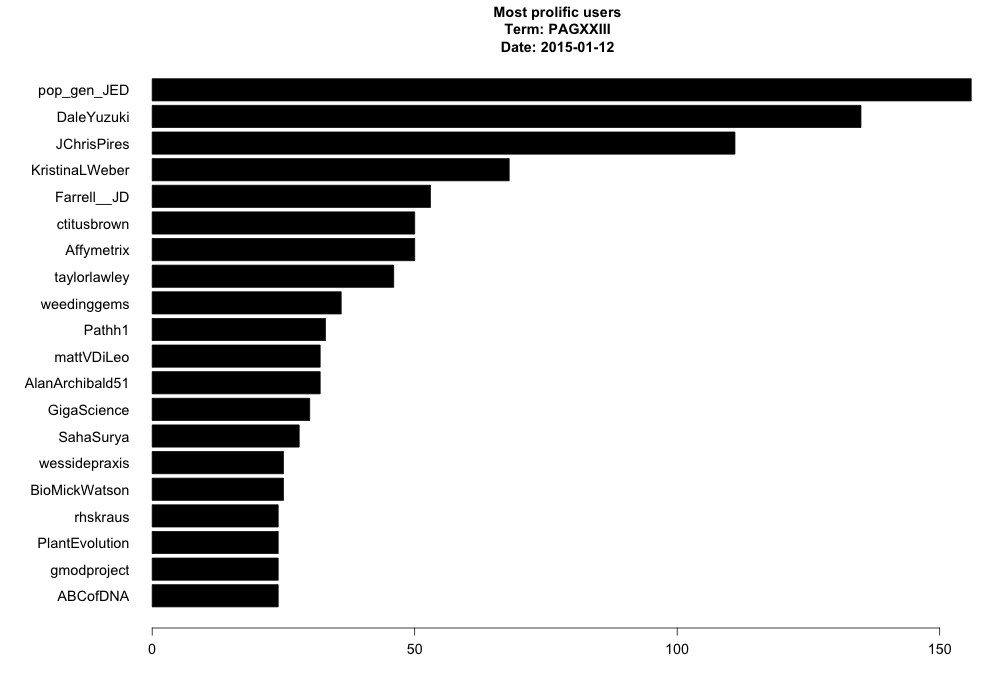 Most prolific users
Term: PAGXXIII
Date: 2015-01-12
pop_gen_JED
DaleYuzuki
JChrisPires
KristinaLWeber
Farrell__JD
ctitusbrown
Affymetrix
taylorlawley
weedinggems
Pathh1
mattVDiLeo
AlanArchibald51
GigaScience
SahaSurya
wessidepraxis
BioMickWatson
rhskraus
PlantEvolution
gmodproject
ABCofDNA
0 50 100 150